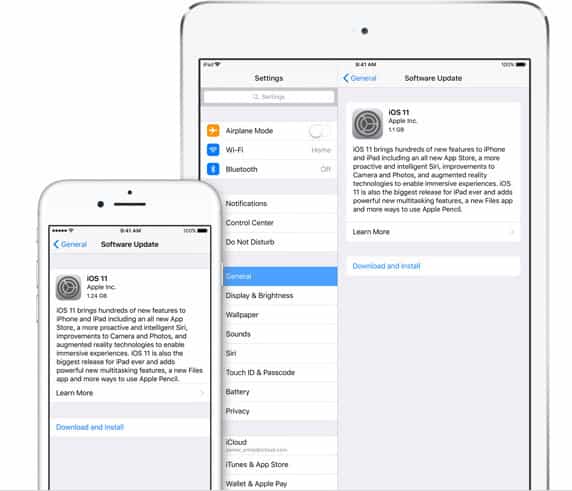 iPad
9:41 AM
100%
Settings
Settings
Airplane Mode
Wi-Fi
Home
Bluetooth
Off
Notifications
Control Center
Do Not Disturb
General
Display & Brightness
Wallpaper
Sounds
Siri
Touch ID & Passcode
Battery
Privacy
iCloud
iTunes & App Store
Wallet & Apple Pay
General
Software Update
iOS 11
Apple Inc.
1.1 GB
iOS 11 brings hundreds of new features to iPhone
and iPad including an all new App Store, a more
proactive and intelligent Siri, improvements to
Camera and Photos, and augmented reality
technologies to enable immersive experiences. iOS
11 is also the biggest release for iPad ever and adds
powerful new multitasking features, a new Files app
and more ways to use Apple Pencil.
Learn More
Download and Install
9:41 AM
100%
General
Software Update
iOS 11
Apple Inc.
1.24 GB
iOS 11 brings hundreds of new features to
iPhone and iPad including an all new App
Store, a more proactive and intelligent Siri,
improvements to Camera and Photos, and
augmented reality technologies to enable
immersive experiences. iOS 11 is also the
biggest release for iPad ever and adds
powerful new multitasking features, a new Files
app and more ways to use Apple Pencil.
Learn More
Download and Install